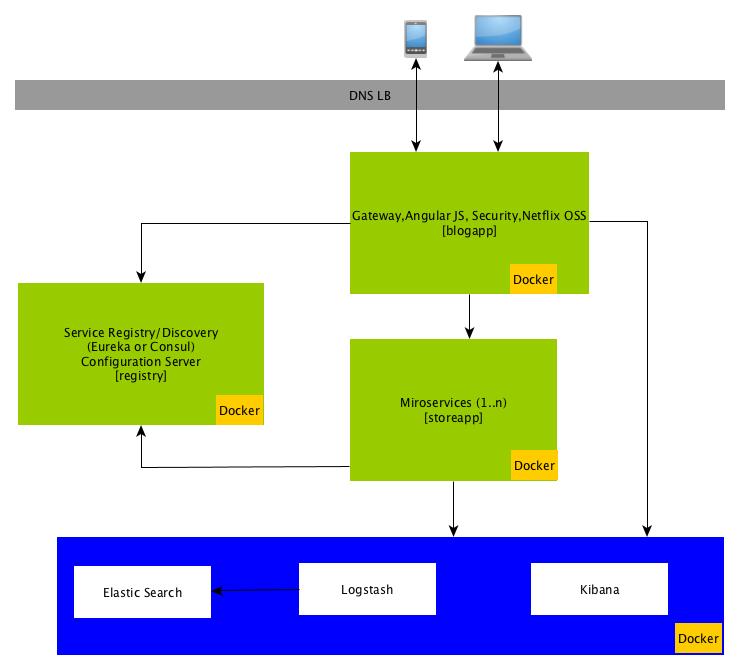 DNS LB
Gateway,Angular JS, Security,Netflix OSS
[blogapp]
Docker
Service Registry/Discovery
(Eureka or Consul)
Configuration Server
[registry]
Docker
Miroservices (1..n)
[storeapp]
Docker
Elastic Search
Logstash
Kibana
Docker